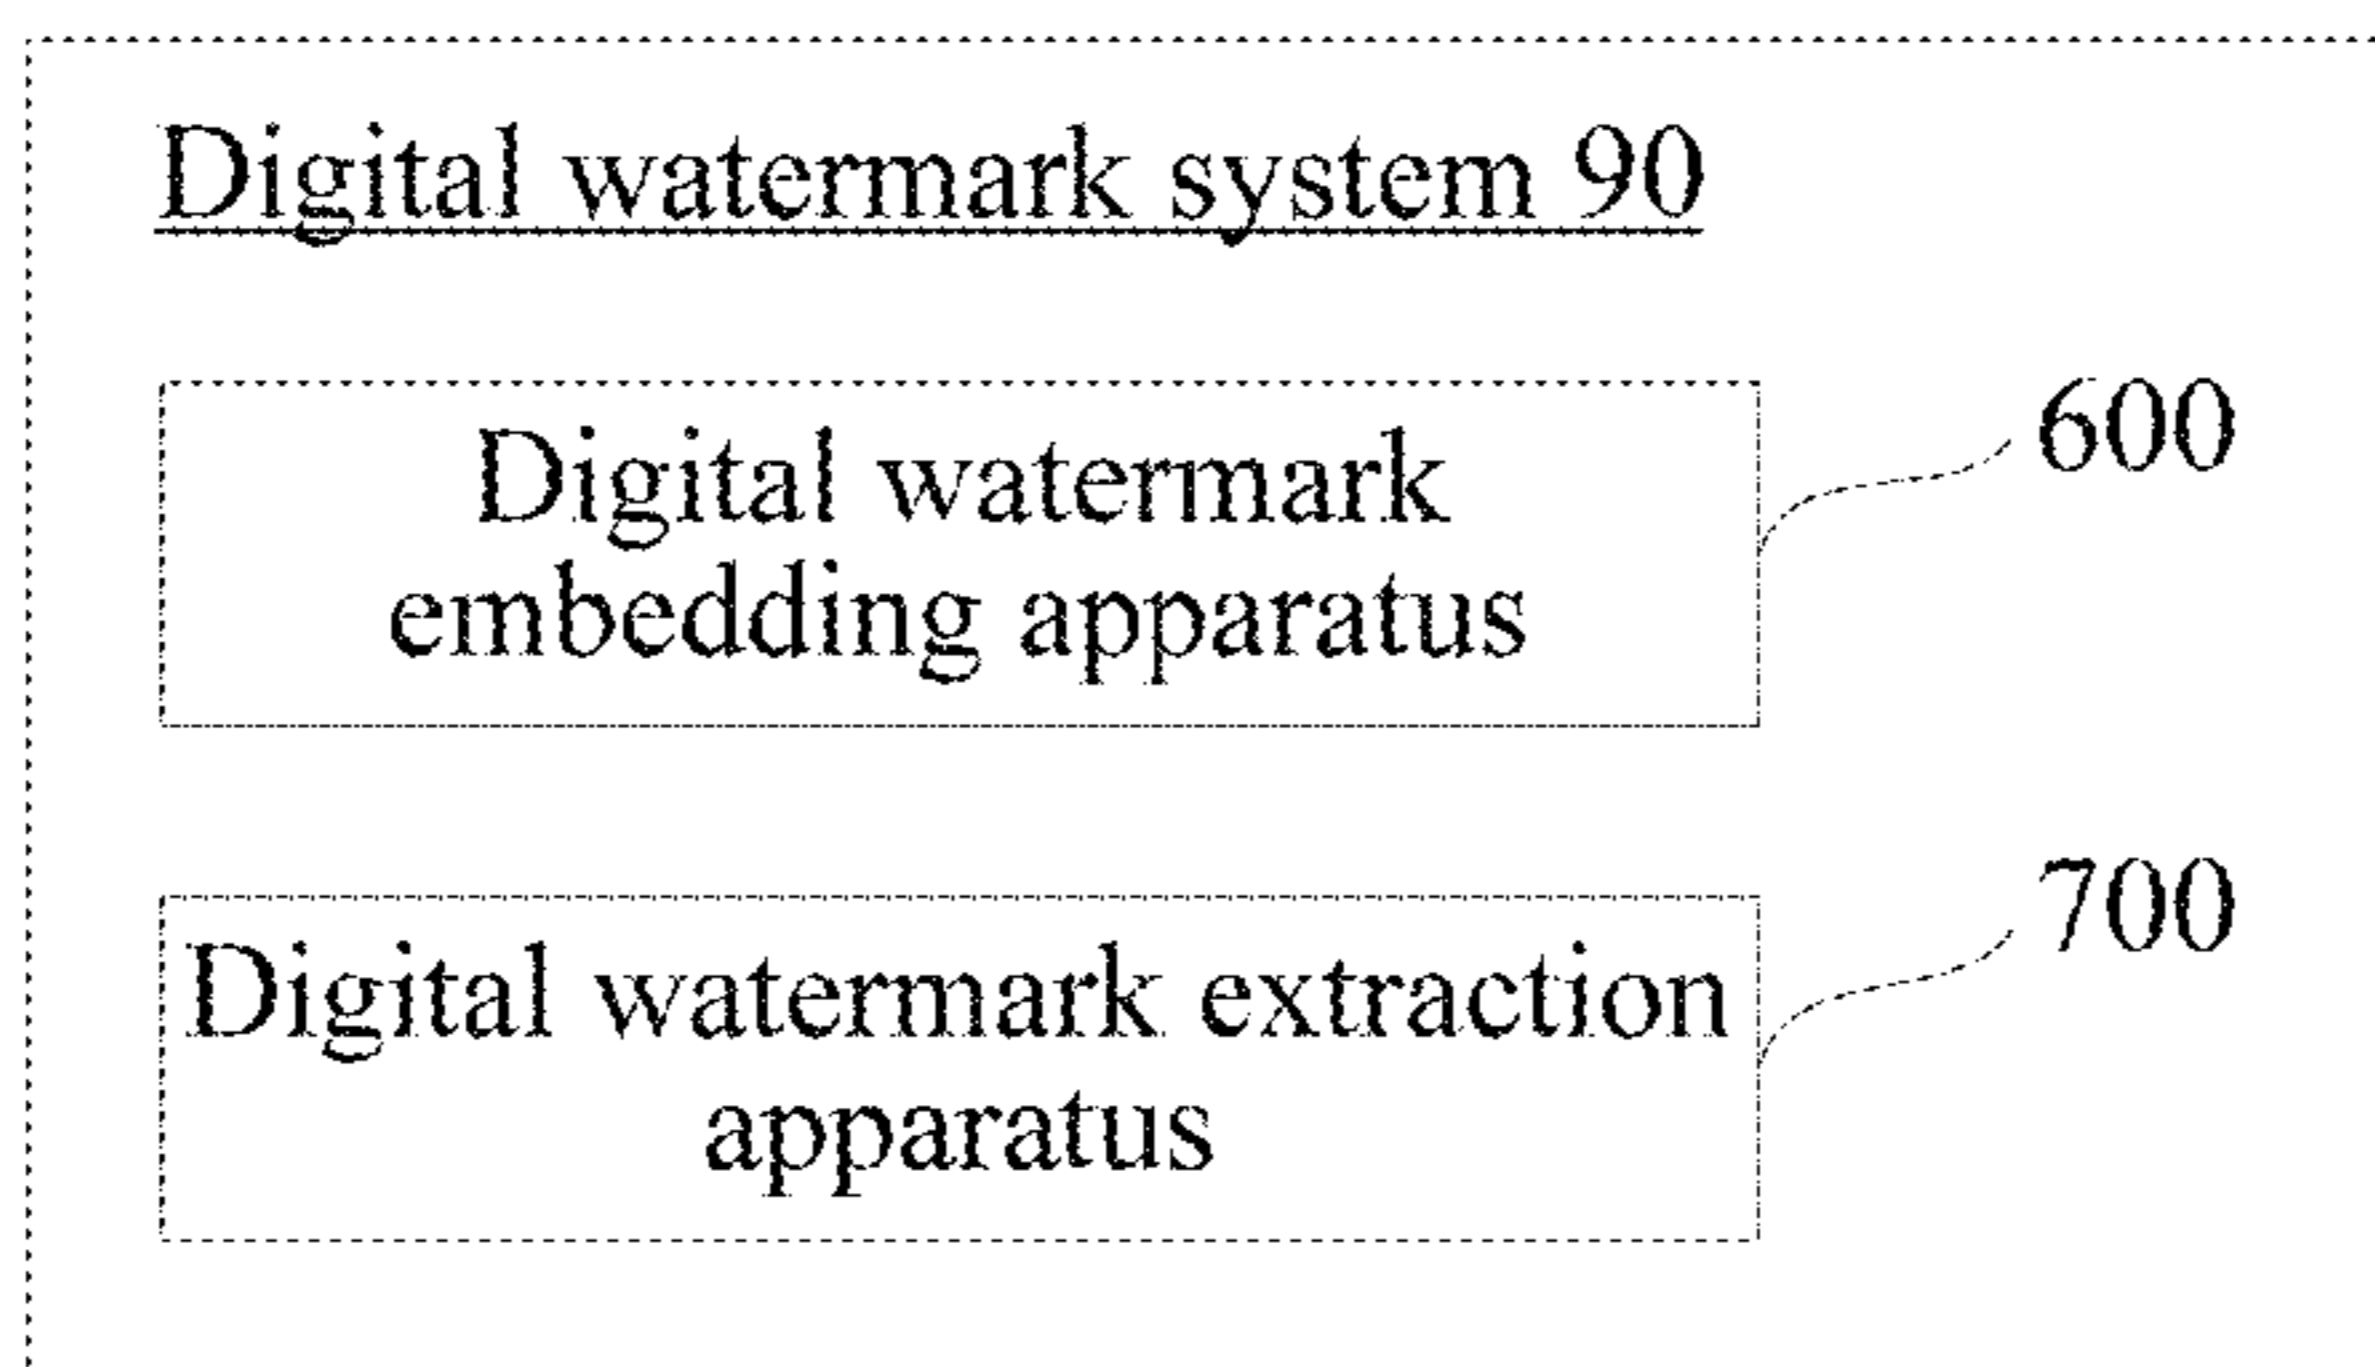 Digital watermark system 90
Digital watermark
embedding apparatus
600
Digital watermark extraction
apparatus
700